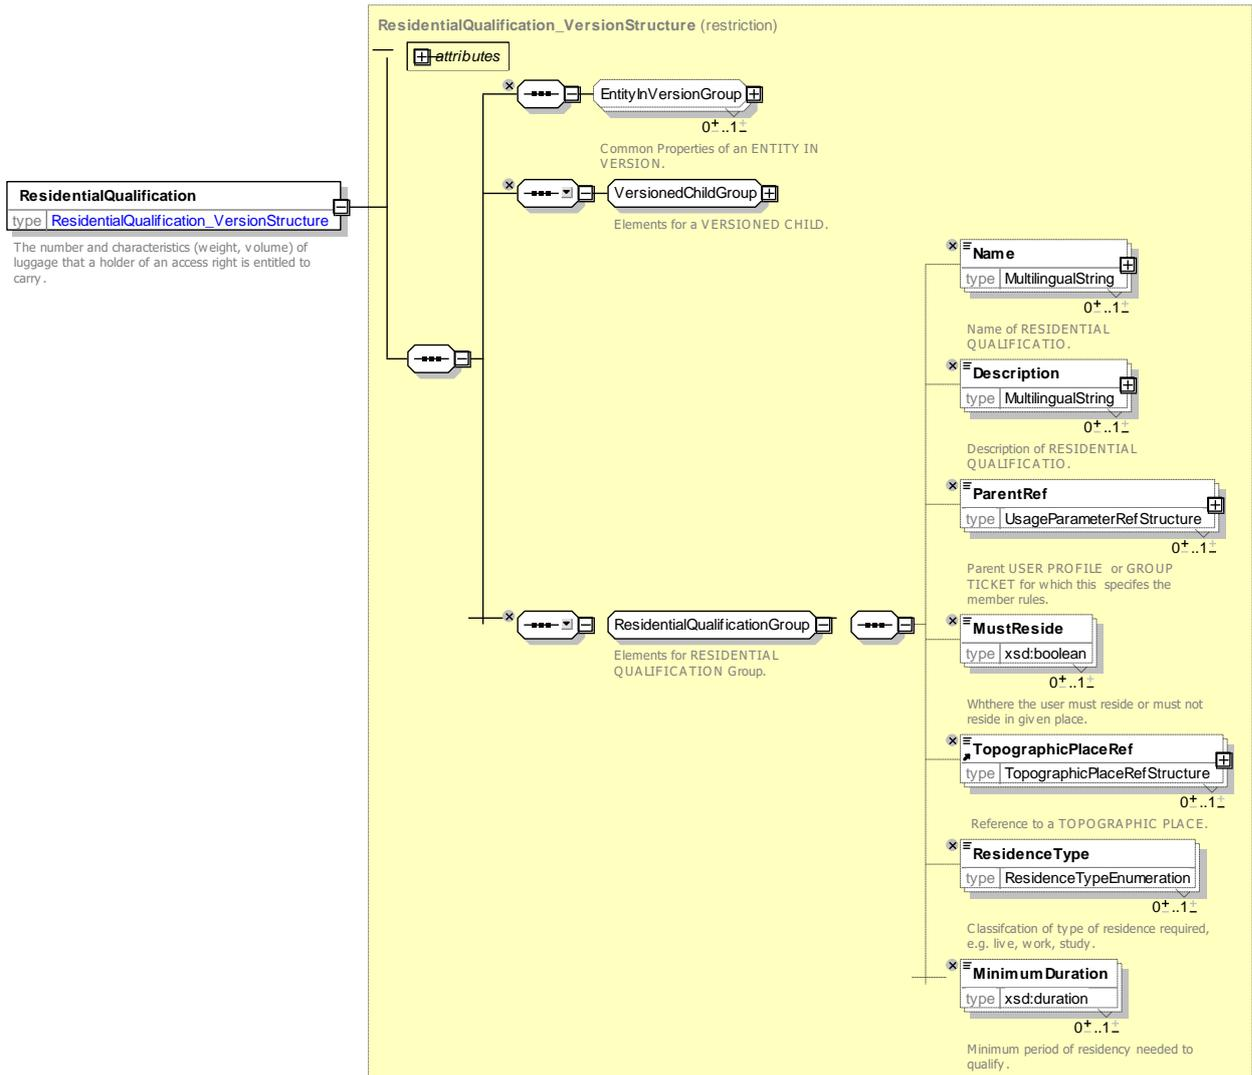 ResidentialQualification_VersionStructure (restriction)
attributes
EntityInVersionGroup
0..1
Common Properties of an ENTITY IN
VERSION.
VersionedChildGroup
Elements for a VERSIONED CHILD.
ResidentialQualification
type ResidentialQualification_VersionStructure
The number and characteristics (weight, volume) of
luggage that a holder of an access right is entitled to
carry.
ResidentialQualificationGroup
Elements for RESIDENTIAL
QUALIFICATION Group.
Name
type MultilingualString
0..1
Name of RESIDENTIAL
QUALIFICATIO.
Description
type MultilingualString
0..1
Description of RESIDENTIAL
QUALIFICATIO.
ParentRef
type UsageParameterRefStructure
0..1
Parent USER PROFILE or GROUP
TICKET for which this specifes the
member rules.
MustReside
type xsd:boolean
0..1
Whthere the user must reside or must not
reside in given place.
TopographicPlaceRef
type TopographicPlaceRefStructure
0..1
Reference to a TOPOGRAPHIC PLACE.
ResidenceType
type ResidenceTypeEnumeration
0..1
Classifcation of type of residence required,
e.g. live, work, study.
MinimumDuration
type xsd:duration
0..1
Minimum period of residency needed to
qualify.